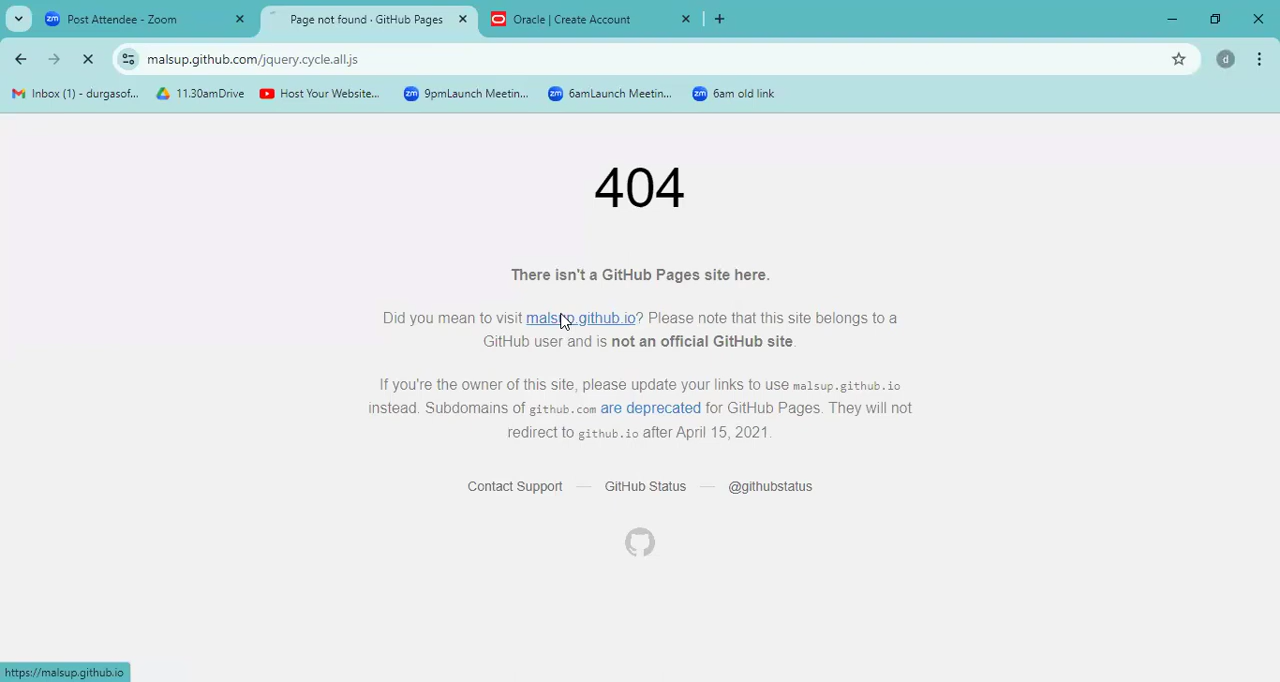 Post Attendee - Zoom
Page not found · GitHub Pages
Oracle | Create Account
malsup.github.com/jquery.cycle.all.js
d
Inbox (1) - durgasof...
11.30amDrive
Host Your Website...
9pmLaunch Meetin...
6amLaunch Meetin...
6am old link
404
There isn't a GitHub Pages site here.
Did you mean to visit malsup.github.io? Please note that this site belongs to a
GitHub user and is not an official GitHub site.
If you're the owner of this site, please update your links to use malsup.github.io
instead. Subdomains of github.com are deprecated for GitHub Pages. They will not
redirect to github.io after April 15, 2021.
Contact Support — GitHub Status — @githubstatus
https://malsup.github.io